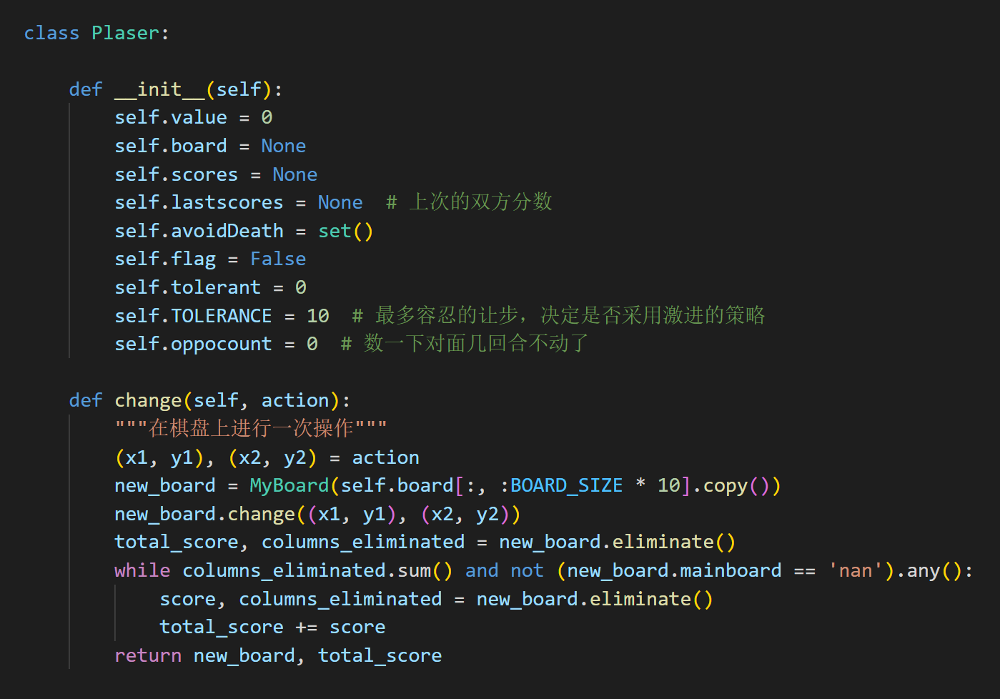 class Plaser:
def __init__(self):
self.value = 0
self.board = None
self.scores = None
self.lastscores = None  # 上次的双方分数
self.avoidDeath = set()
self.flag = False
self.tolerant = 0
self.TOLERANCE = 10  # 最多容忍的让步，决定是否采用激进的策略
self.oppocount = 0  # 数一下对面几回合不动了
def change(self, action):
"""在棋盘上进行一次操作"""
(x1, y1), (x2, y2) = action
new_board = MyBoard(self.board[:, :BOARD_SIZE * 10].copy())
new_board.change((x1, y1), (x2, y2))
total_score, columns_eliminated = new_board.eliminate()
while columns_eliminated.sum() and not (new_board.mainboard == 'nan').any():
score, columns_eliminated = new_board.eliminate()
total_score += score
return new_board, total_score